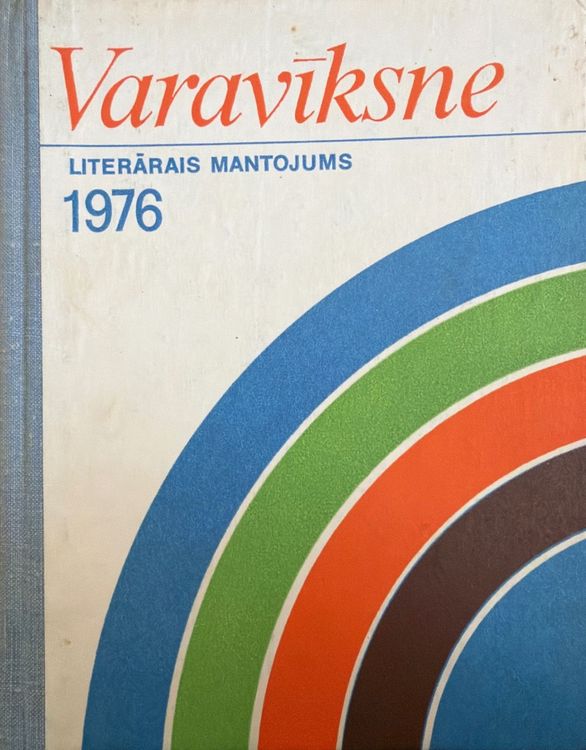 Varavīksne
LITERĀRAIS MANTOJUMS
1976